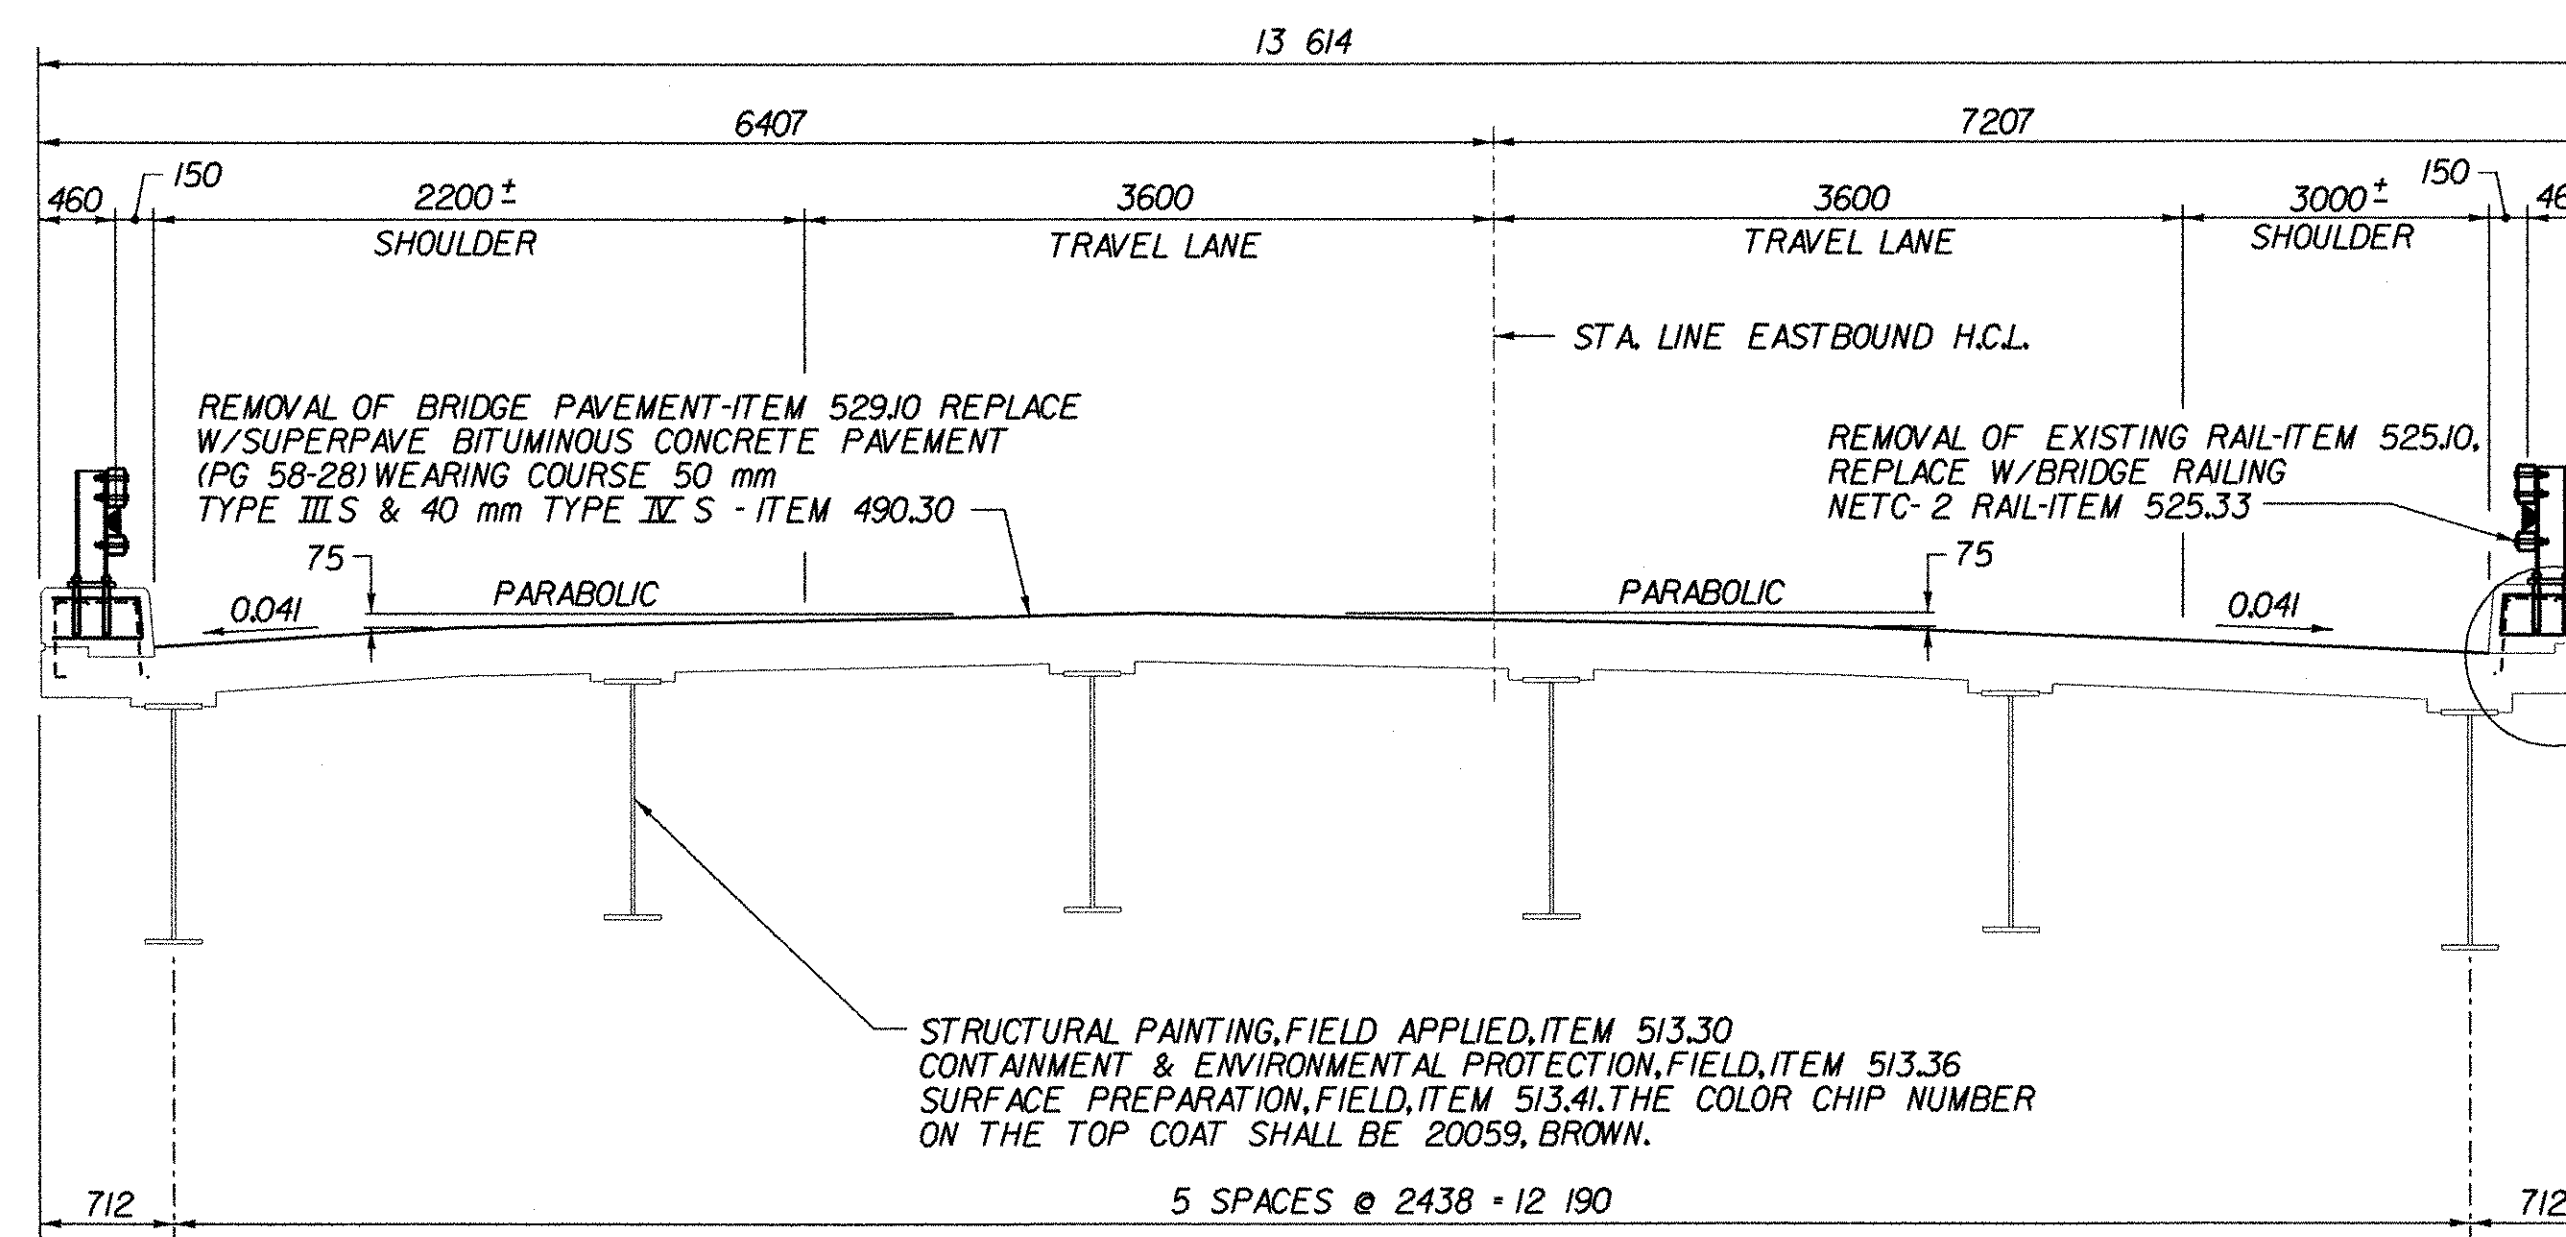 13 614
6407
7207
460
150
2200 ±
3600
3600
3000 ±
150
46
SHOULDER
TRAVEL LANE
TRAVEL LANE
SHOULDER
STA. LINE EASTBOUND H.C.L.
REMOVAL OF BRIDGE PAVEMENT-ITEM 529.10 REPLACE
W/SUPERPAVE BITUMINOUS CONCRETE PAVEMENT
(PG 58-28) WEARING COURSE 50 mm
TYPE III S & 40 mm TYPE IV S - ITEM 490.30
REMOVAL OF EXISTING RAIL-ITEM 525.10,
REPLACE W/BRIDGE RAILING
NETC-2 RAIL-ITEM 525.33
75
PARABOLIC
PARABOLIC
75
0.041
0.041
STRUCTURAL PAINTING, FIELD APPLIED, ITEM 513.30
CONTAINMENT & ENVIRONMENTAL PROTECTION, FIELD, ITEM 513.36
SURFACE PREPARATION, FIELD, ITEM 513.41. THE COLOR CHIP NUMBER
ON THE TOP COAT SHALL BE 20059, BROWN.
712
5 SPACES @ 2438 = 12 190
712